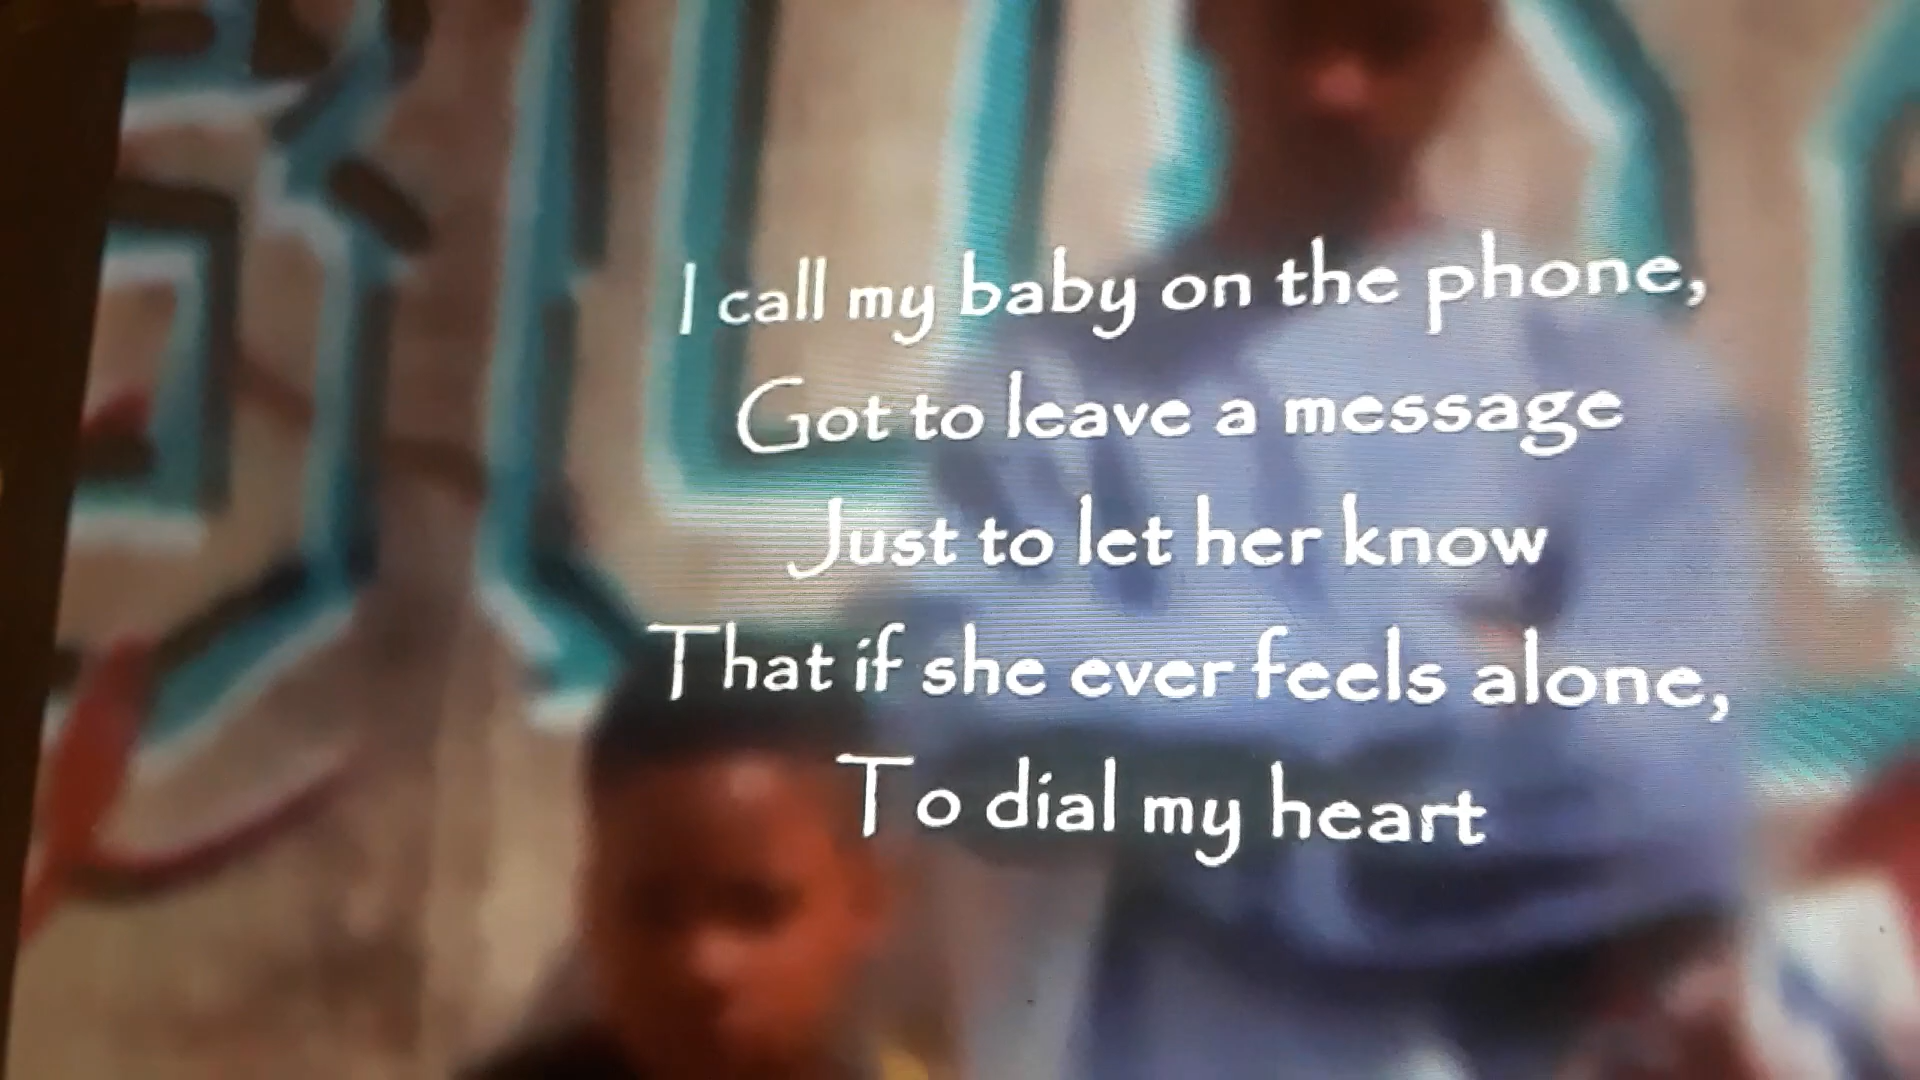 I call my baby on the phone,
Got to leave a message
Just to let her know
That if she ever feels alone,
To dial my heart